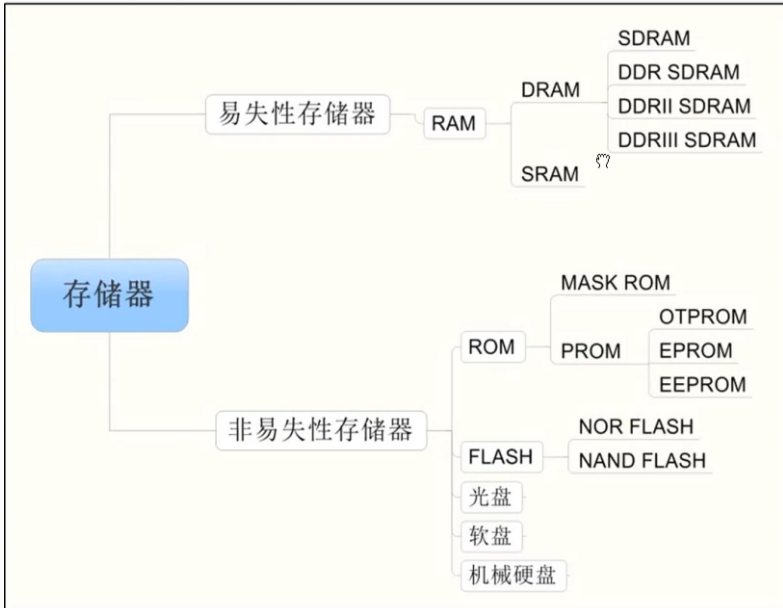 SDRAM
DDR SDRAM
DRAM
易失性存储器
RAM
DDRII SDRAM
DDRIII SDRAM
SRAM
存储器
MASK ROM
OTPROM
ROM
PROM
EPROM
EEPROM
非易失性存储器
NOR FLASH
FLASH
NAND FLASH
光盘
软盘
机械硬盘